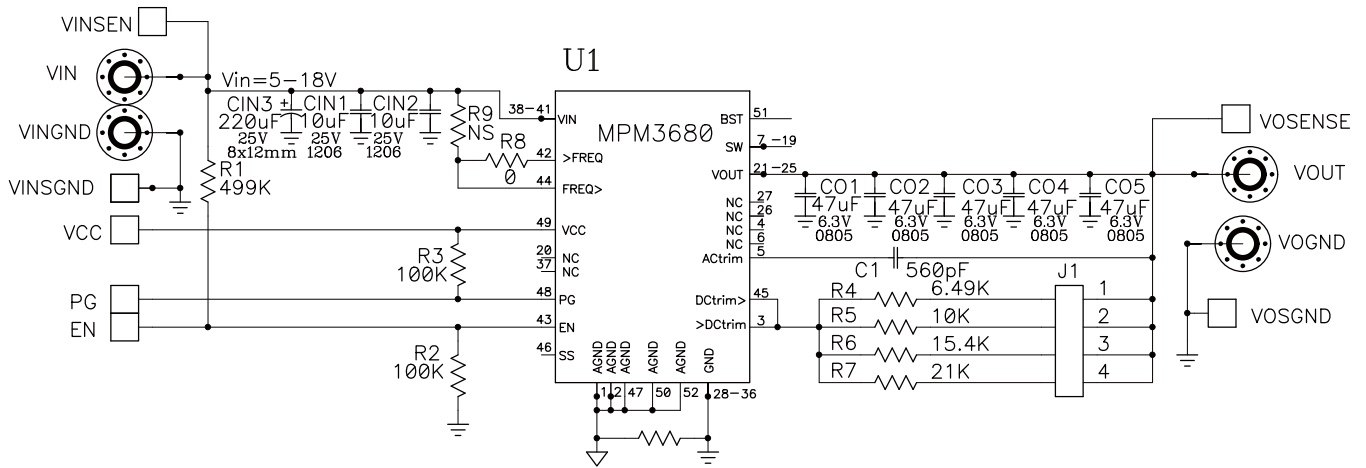 U1
VINSEN
VIN
VINGND
VINSGND
VCC
PG
EN
Vin=5-18V
CIN3 + CIN1 CIN2
220uF 10uF 10uF
25V 25V 25V
8x12mm 1206 1206
R9
NS
R8
0
R1
499K
R3
100K
R2
100K
MPM3680
38-41 VIN
42 >FREQ
44 FREQ>
49 VCC
20 NC
37 NC
48 PG
43 EN
46 SS
BST 51
SW 7-19
VOUT 21-25
NC 27
NC 26
NC 4
NC 6
ACtrim 5
DCtrim> 45
>DCtrim 3
AGND AGND AGND AGND AGND GND
1 2 47 50 52 28-36
CO1 CO2 CO3 CO4 CO5
47uF 47uF 47uF 47uF 47uF
6.3V 6.3V 6.3V 6.3V 6.3V
0805 0805 0805 0805 0805
C1 560pF
J1
R4 6.49K 1
R5 10K 2
R6 15.4K 3
R7 21K 4
VOSENSE
VOUT
VOGND
VOSGND